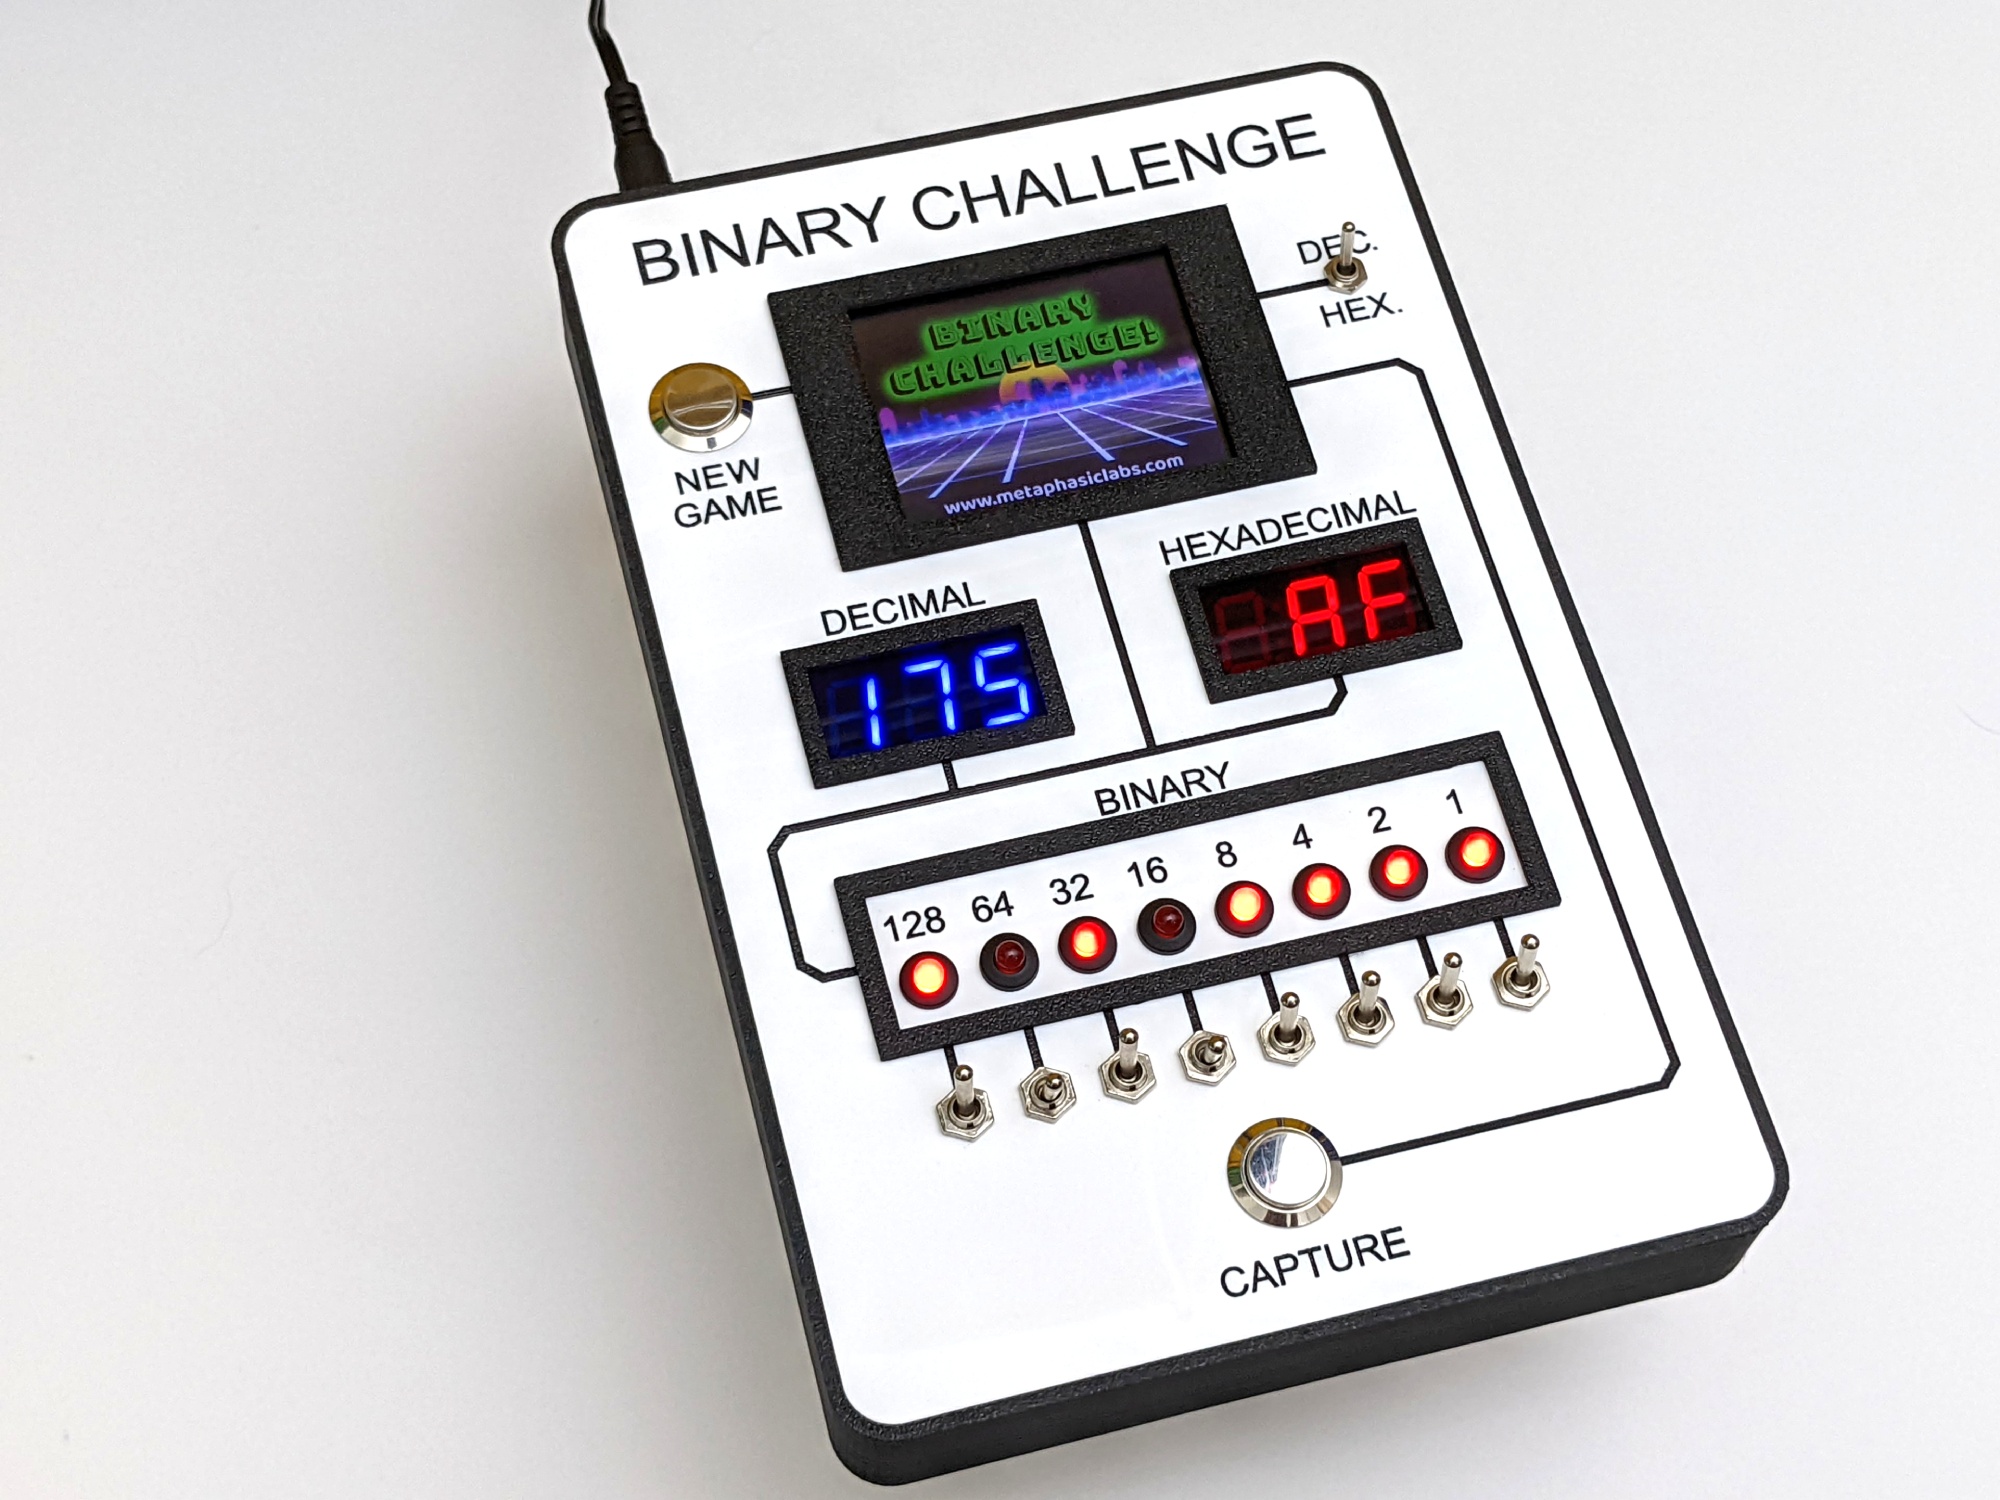 BINARY CHALLENGE
DEC.
HEX.
BINARY
CHALLENGE!
www.metaphasiclabs.com
NEW
GAME
HEXADECIMAL
AF
DECIMAL
175
BINARY
128 64 32 16 8 4 2 1
CAPTURE